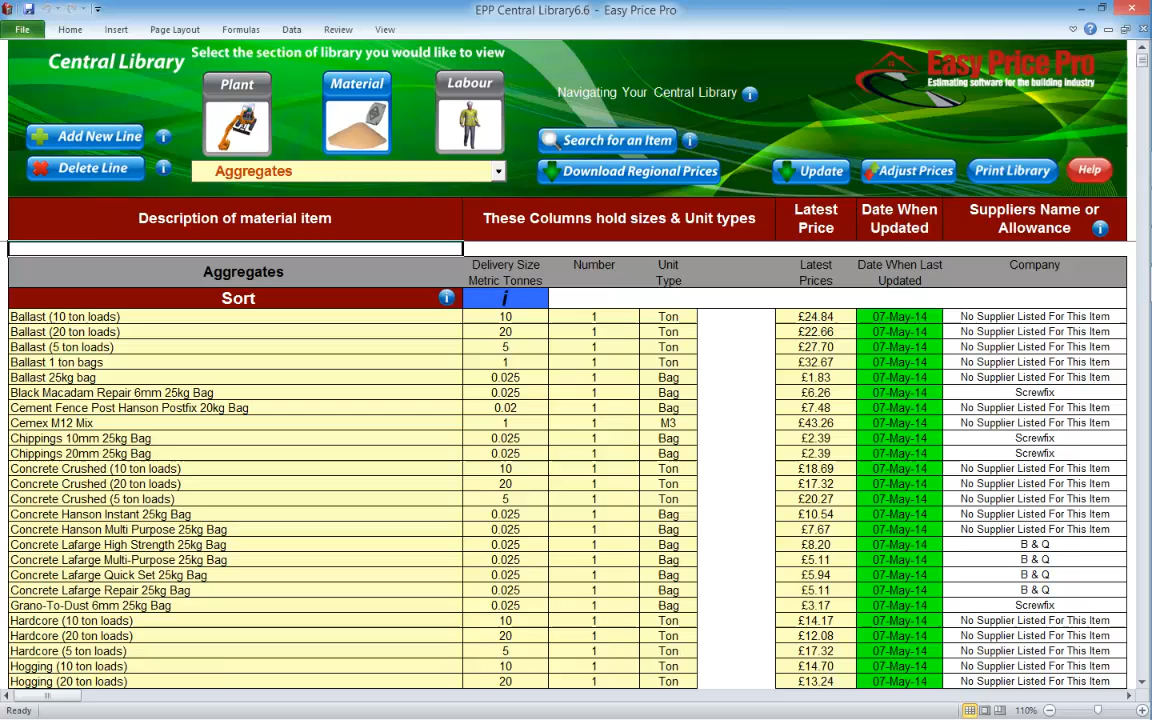 EPP Central Library6.6 - Easy Price Pro
File Home Insert Page Layout Formulas Data Review View
Central Library
Select the section of library you would like to view
Plant Material Labour
Navigating Your Central Library i
Easy Price Pro
Estimating software for the building industry
Add New Line i
Delete Line i
Aggregates
Search for an Item i
Download Regional Prices
Update Adjust Prices Print Library Help
Description of material item These Columns hold sizes & Unit types Latest Price Date When Updated Suppliers Name or Allowance i
Aggregates Delivery Size Metric Tonnes Number Unit Type Latest Prices Date When Last Updated Company
Sort i i
Ballast (10 ton loads) 10 1 Ton £24.84 07-May-14 No Supplier Listed For This Item
Ballast (20 ton loads) 20 1 Ton £22.66 07-May-14 No Supplier Listed For This Item
Ballast (5 ton loads) 5 1 Ton £27.70 07-May-14 No Supplier Listed For This Item
Ballast 1 ton bags 1 1 Ton £32.67 07-May-14 No Supplier Listed For This Item
Ballast 25kg bag 0.025 1 Bag £1.83 07-May-14 No Supplier Listed For This Item
Black Macadam Repair 6mm 25kg Bag 0.025 1 Bag £6.26 07-May-14 Screwfix
Cement Fence Post Hanson Postfix 20kg Bag 0.02 1 Bag £7.48 07-May-14 No Supplier Listed For This Item
Cemex M12 Mix 1 1 M3 £43.26 07-May-14 No Supplier Listed For This Item
Chippings 10mm 25kg Bag 0.025 1 Bag £2.39 07-May-14 Screwfix
Chippings 20mm 25kg Bag 0.025 1 Bag £2.39 07-May-14 Screwfix
Concrete Crushed (10 ton loads) 10 1 Ton £18.69 07-May-14 No Supplier Listed For This Item
Concrete Crushed (20 ton loads) 20 1 Ton £17.32 07-May-14 No Supplier Listed For This Item
Concrete Crushed (5 ton loads) 5 1 Ton £20.27 07-May-14 No Supplier Listed For This Item
Concrete Hanson Instant 25kg Bag 0.025 1 Bag £10.54 07-May-14 No Supplier Listed For This Item
Concrete Hanson Multi Purpose 25kg Bag 0.025 1 Bag £7.67 07-May-14 No Supplier Listed For This Item
Concrete Lafarge High Strength 25kg Bag 0.025 1 Bag £8.20 07-May-14 B & Q
Concrete Lafarge Multi-Purpose 25kg Bag 0.025 1 Bag £5.11 07-May-14 B & Q
Concrete Lafarge Quick Set 25kg Bag 0.025 1 Bag £5.94 07-May-14 B & Q
Concrete Lafarge Repair 25kg Bag 0.025 1 Bag £5.11 07-May-14 B & Q
Grano-To-Dust 6mm 25kg Bag 0.025 1 Bag £3.17 07-May-14 Screwfix
Hardcore (10 ton loads) 10 1 Ton £14.17 07-May-14 No Supplier Listed For This Item
Hardcore (20 ton loads) 20 1 Ton £12.08 07-May-14 No Supplier Listed For This Item
Hardcore (5 ton loads) 5 1 Ton £17.32 07-May-14 No Supplier Listed For This Item
Hogging (10 ton loads) 10 1 Ton £14.70 07-May-14 No Supplier Listed For This Item
Hogging (20 ton loads) 20 1 Ton £13.24 07-May-14 No Supplier Listed For This Item
Ready 110%